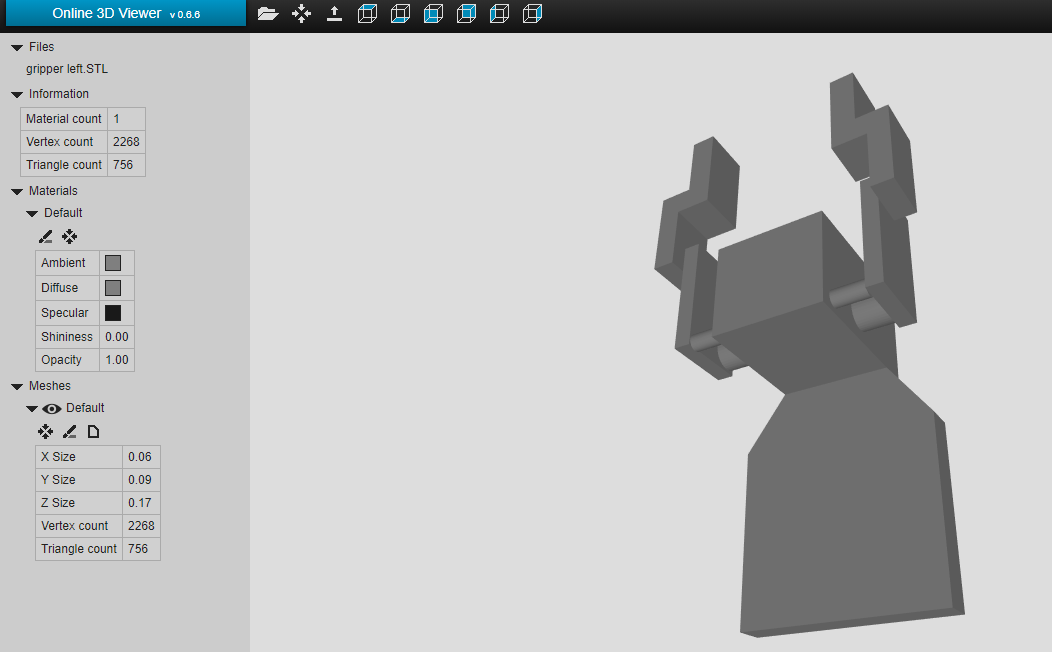 Online 3D Viewer v 0.6.6
Files
gripper left.STL
Information
Material count 1
Vertex count 2268
Triangle count 756
Materials
Default
Ambient
Diffuse
Specular
Shininess 0.00
Opacity 1.00
Meshes
Default
X Size 0.06
Y Size 0.09
Z Size 0.17
Vertex count 2268
Triangle count 756